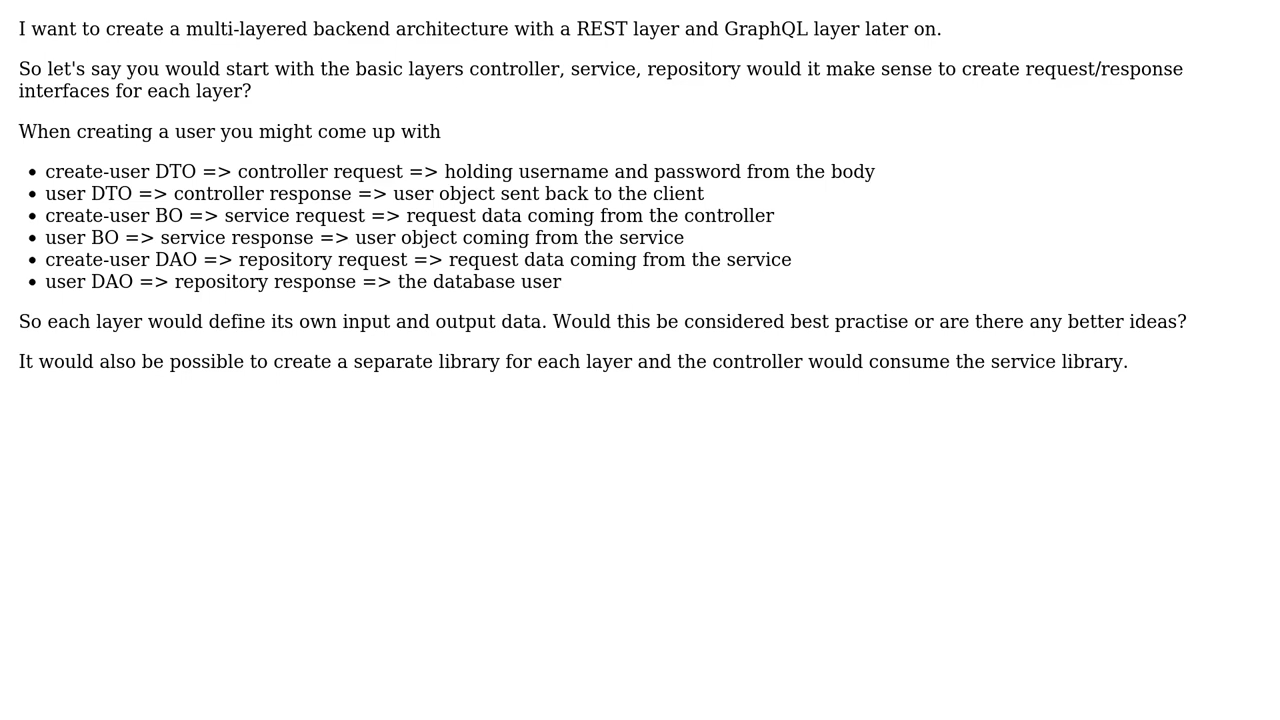 I want to create a multi-layered backend architecture with a REST layer and GraphQL layer later on.
So let's say you would start with the basic layers controller, service, repository would it make sense to create request/response
interfaces for each layer?
When creating a user you might come up with
• create-user DTO => controller request => holding username and password from the body
• user DTO => controller response => user object sent back to the client
• create-user BO => service request => request data coming from the controller
• user BO => service response => user object coming from the service
• create-user DAO => repository request => request data coming from the service
• user DAO => repository response => the database user
So each layer would define its own input and output data. Would this be considered best practise or are there any better ideas?
It would also be possible to create a separate library for each layer and the controller would consume the service library.